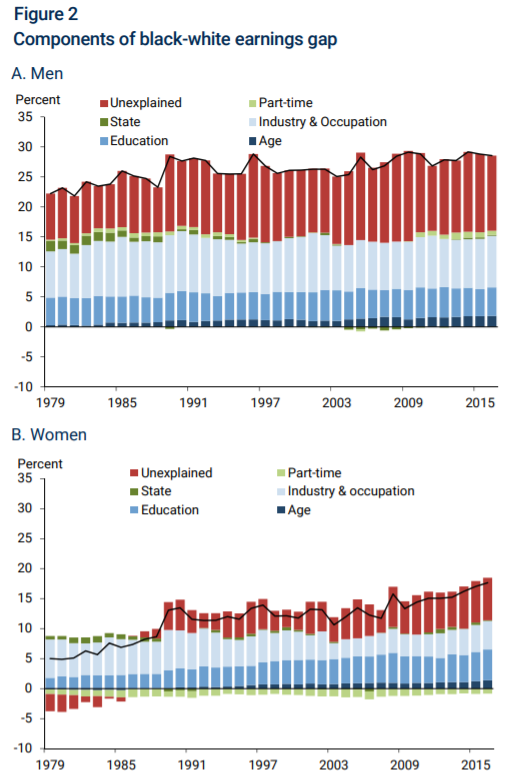 Figure 2
Components of black-white earnings gap
A. Men
Percent
35
30
25
20
15
10
5
0
-5
-10
Unexplained
Part-time
State
Industry & Occupation
Education
Age
1979
1985
1991
1997
2003
2009
2015
B. Women
Percent
35
30
25
20
15
10
5
0
-5
-10
Unexplained
Part-time
State
Industry & occupation
Education
Age
1979
1985
1991
1997
2003
2009
2015